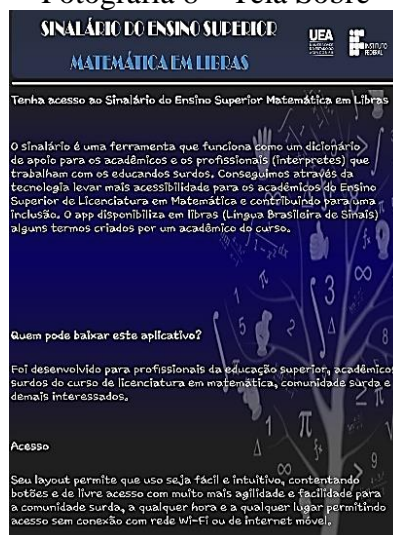 Fotografia 8 – Tela Sobre
SINALÁRIO DO ENSINO SUPERIOR
MATEMÁTICA EM LIBRAS
UEA
INSTITUTO
FEDERAL
Tenha acesso ao Sinalário do Ensino Superior Matemática em Libras
O sinalário é uma ferramenta que funciona como um dicionário
de apoio para os acadêmicos e os profissionais (interpretes) que
trabalham com os educandos surdos. Conseguimos através da
tecnologia levar mais acessibilidade para os acadêmicos do Ensino
Superior de Licenciatura em Matemática e contribuindo para uma
inclusão. O app disponibiliza em libras (Língua Brasileira de Sinais)
alguns termos criados por um acadêmico do curso.
Quem pode baixar este aplicativo?
Foi desenvolvido para profissionais da educação superior, acadêmicos
surdos do curso de licenciatura em matemática, comunidade surda e
demais interessados.
Acesso
Seu layout permite que uso seja fácil e intuitivo, contentando
botões e de livre acesso com muito mais agilidade e facilidade para
a comunidade surda, a qualquer hora e a qualquer lugar permitindo
acesso sem conexão com rede Wi-Fi ou de internet móvel.